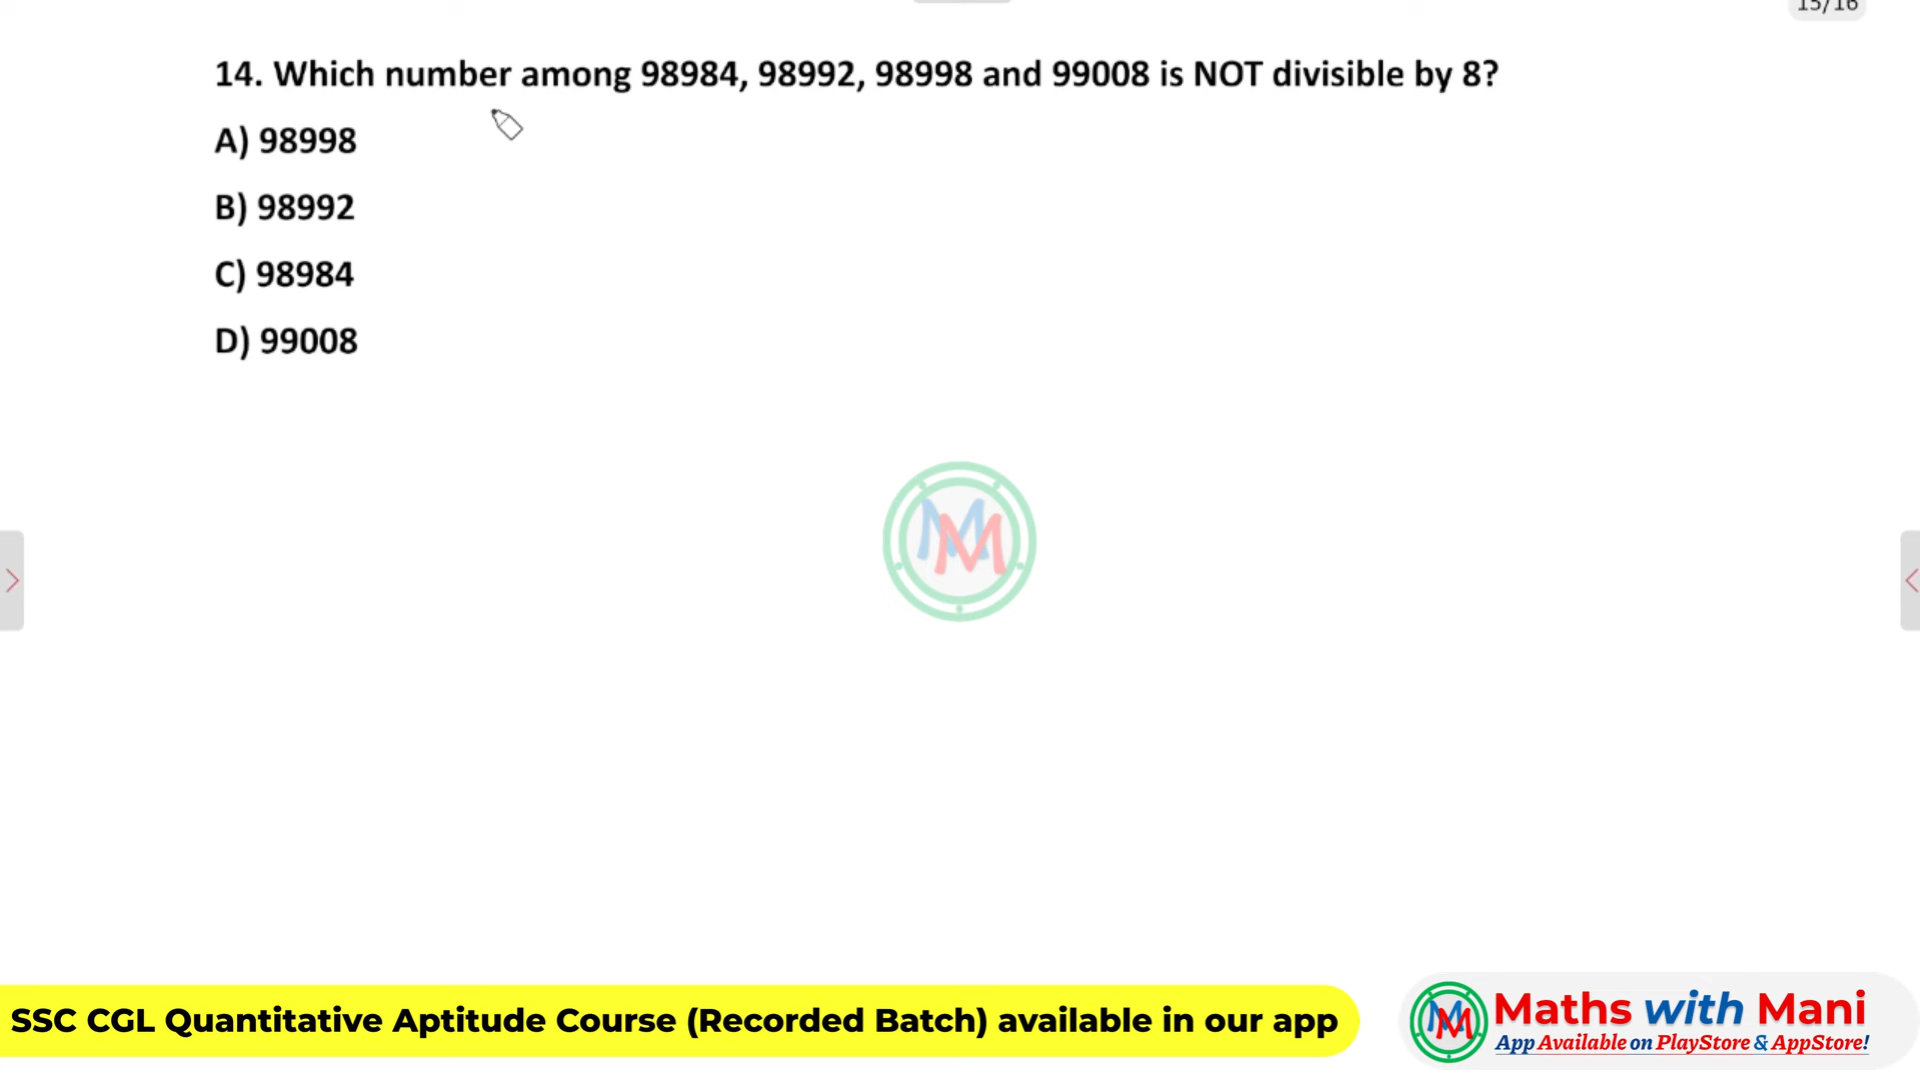 15/16
14. Which number among 98984, 98992, 98998 and 99008 is NOT divisible by 8?
A) 98998
B) 98992
C) 98984
D) 99008
MM
SSC CGL Quantitative Aptitude Course (Recorded Batch) available in our app
MM
Maths with Mani
App Available on PlayStore & AppStore!